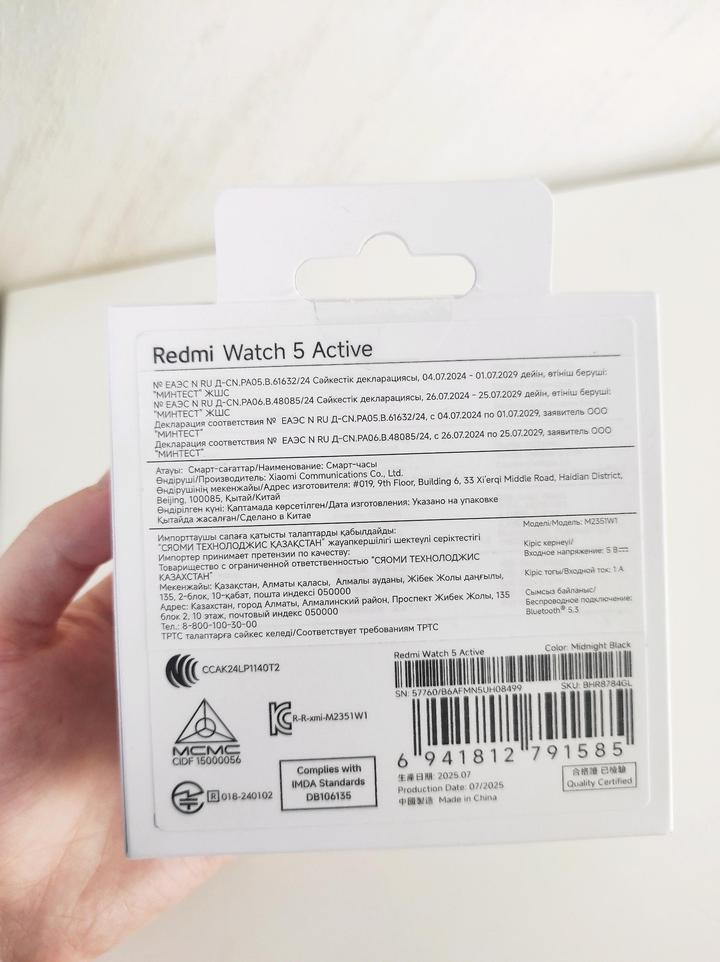 Redmi Watch 5 Active
№ ЕАЭС N RU Д-CN.РА05.В.61632/24 Сәйкестік декларациясы, 04.07.2024 - 01.07.2029 дейін, өтініш беруші:
"МИНТЕСТ" ЖШС
№ ЕАЭС N RU Д-CN.РА06.В.48085/24 Сәйкестік декларациясы, 26.07.2024 - 25.07.2029 дейін, өтініш беруші:
"МИНТЕСТ" ЖШС
Декларация соответствия № ЕАЭС N RU Д-CN.РА05.В.61632/24, с 04.07.2024 по 01.07.2029, заявитель ООО
"МИНТЕСТ"
Декларация соответствия № ЕАЭС N RU Д-CN.РА06.В.48085/24, с 26.07.2024 по 25.07.2029, заявитель ООО
"МИНТЕСТ"
Атауы: Смарт-сағаттар/Наименование: Смарт-часы
Өндіруші/Производитель: Xiaomi Communications Co., Ltd.
Өндірушінің мекенжайы/Адрес изготовителя: #019, 9th Floor, Building 6, 33 Xi'erqi Middle Road, Haidian District,
Beijing, 100085, Қытай/Китай
Өндірілген күні: Қаптамада көрсетілген/Дата изготовления: Указано на упаковке
Қытайда жасалған/Сделано в Китае
Импорттаушы сапаға қатысты талаптарды қабылдайды:
"СЯОМИ ТЕХНОЛОДЖИС ҚАЗАҚСТАН" жауапкершілігі шектеулі серіктестігі
Импортер принимает претензии по качеству:
Товарищество с ограниченной ответственностью "СЯОМИ ТЕХНОЛОДЖИС
КАЗАХСТАН"
Мекенжайы: Қазақстан, Алматы қаласы, Алмалы ауданы, Жібек Жолы даңғылы,
135, 2-блок, 10-қабат, пошта индексі 050000
Адрес: Казахстан, город Алматы, Алмалинский район, Проспект Жибек Жолы, 135
блок 2, 10 этаж, почтовый индекс 050000
Тел.: 8-800-100-30-00
ТРТС талаптарға сәйкес келеді/Соответствует требованиям ТРТС
Моделі/Модель: M2351W1
Кіріс кернеуі/
Входное напряжение: 5 В
Кіріс тогы/Входной ток: 1 А
Сымсыз байланыс/
Беспроводное подключение:
Bluetooth® 5.3
CCAK24LP1140T2
MCMC
CIDF 15000056
R-R-xmi-M2351W1
R 018-240102
Complies with
IMDA Standards
DB106135
Redmi Watch 5 Active Color: Midnight Black
SN: 57760/B6AFMN5UH08499 SKU: BHR8784GL
6 941812 791585
生產日期: 2025.07
Production Date: 07/2025
中國製造 Made in China
合格證 已檢驗
Quality Certified